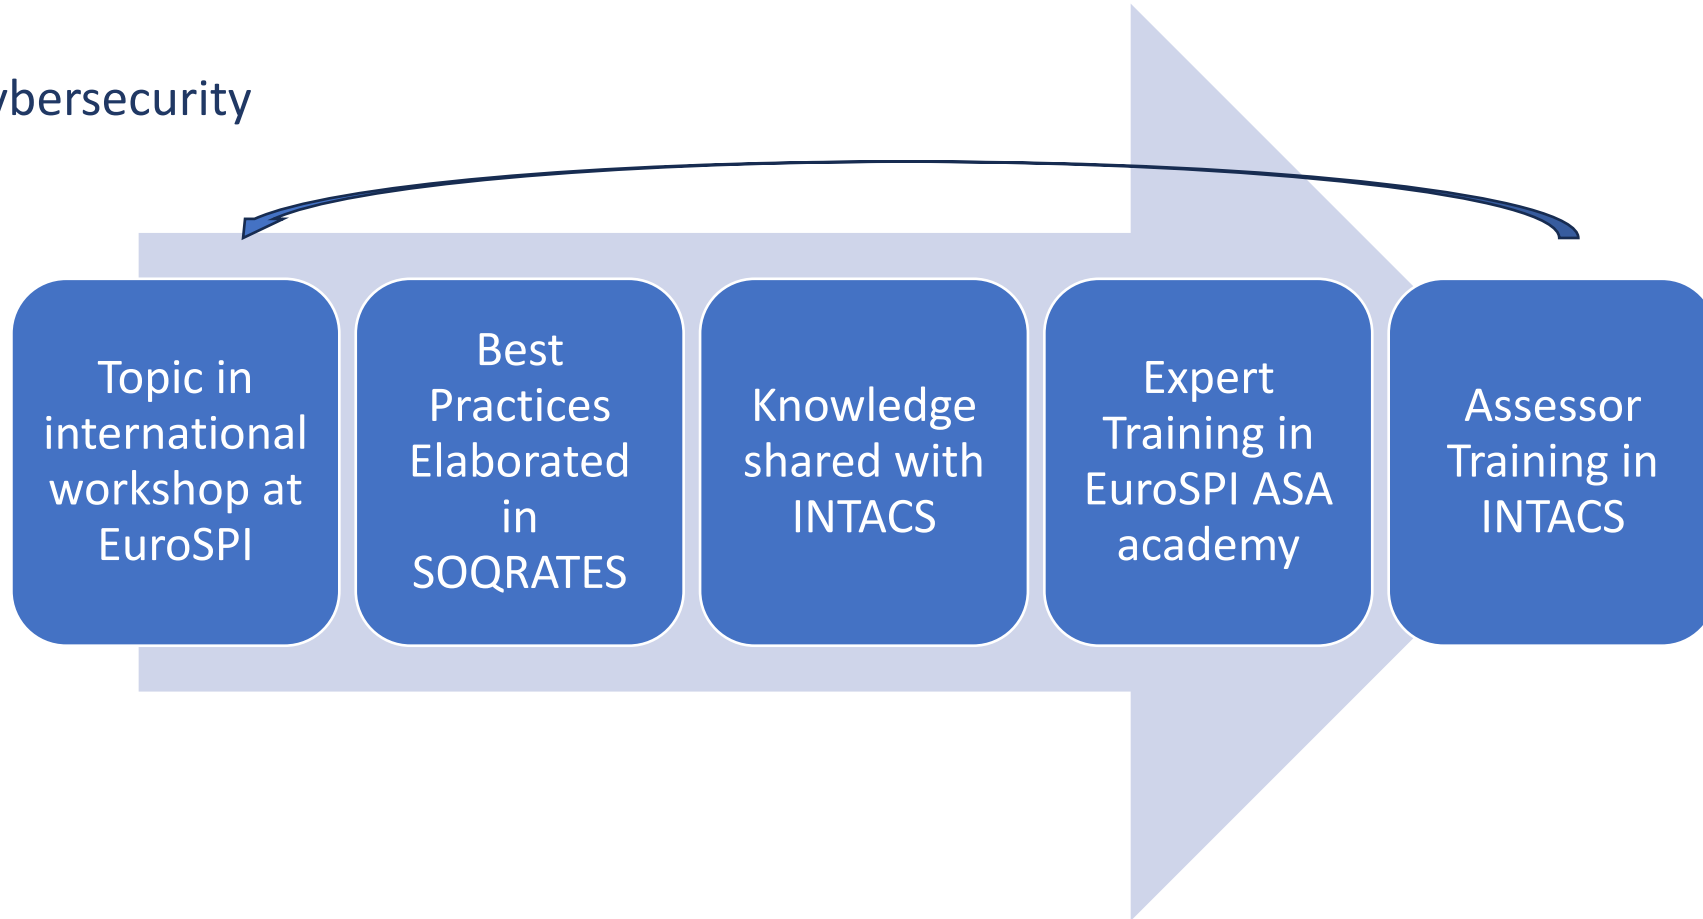 ybersecurity
Topic in
international
workshop at
EuroSPI
Best
Practices
Elaborated
in
SOQRATES
Knowledge
shared with
INTACS
Expert
Training in
EuroSPI ASA
academy
Assessor
Training in
INTACS